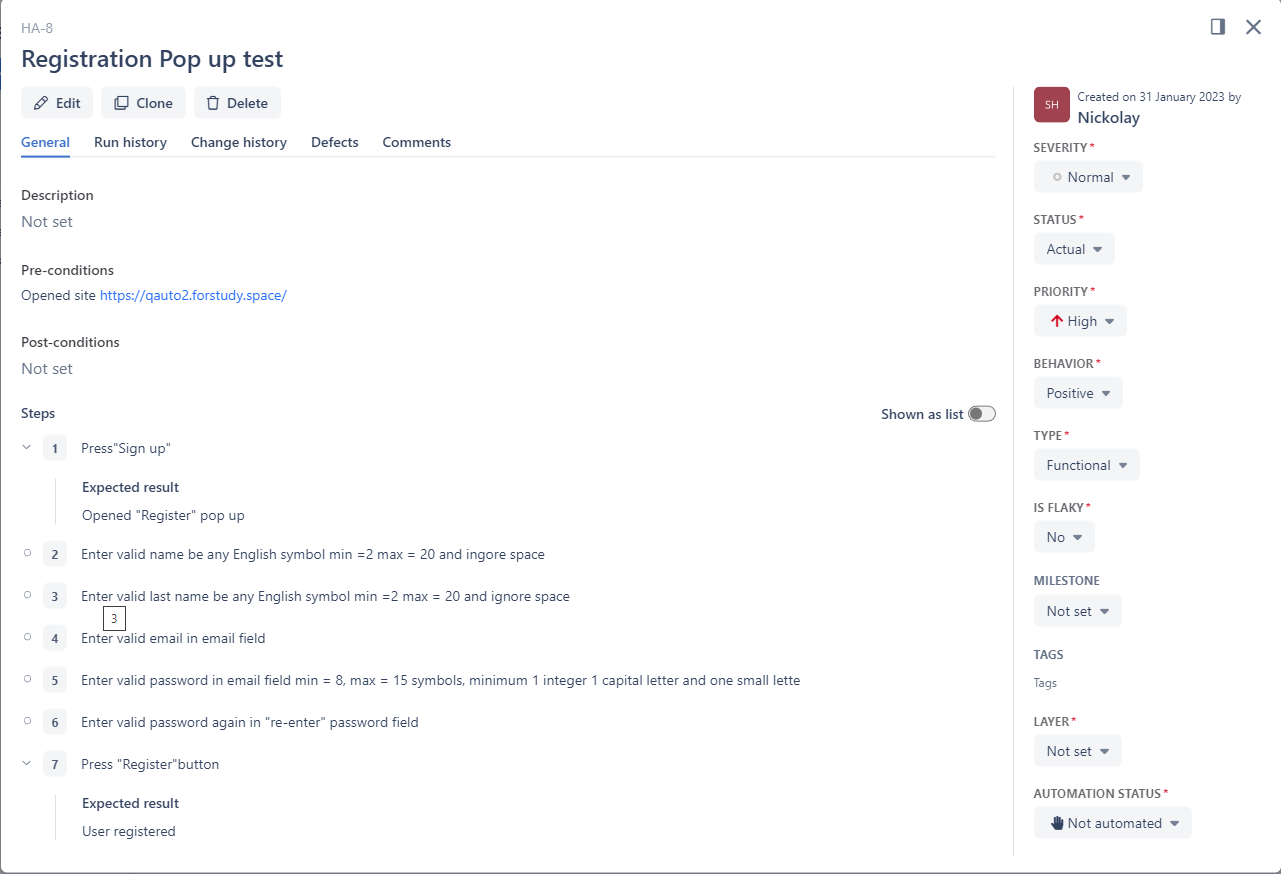 HA-8
Registration Pop up test
Edit Clone Delete
General Run history Change history Defects Comments
Description
Not set
Pre-conditions
Opened site https://qauto2.forstudy.space/
Post-conditions
Not set
Steps
Shown as list
1 Press"Sign up"
Expected result
Opened "Register" pop up
2 Enter valid name be any English symbol min =2 max = 20 and ingore space
3 Enter valid last name be any English symbol min =2 max = 20 and ignore space
3
4 Enter valid email in email field
5 Enter valid password in email field min = 8, max = 15 symbols, minimum 1 integer 1 capital letter and one small lette
6 Enter valid password again in "re-enter" password field
7 Press "Register"button
Expected result
User registered
SH
Created on 31 January 2023 by
Nickolay
SEVERITY*
Normal
STATUS*
Actual
PRIORITY*
High
BEHAVIOR*
Positive
TYPE*
Functional
IS FLAKY*
No
MILESTONE
Not set
TAGS
Tags
LAYER*
Not set
AUTOMATION STATUS*
Not automated